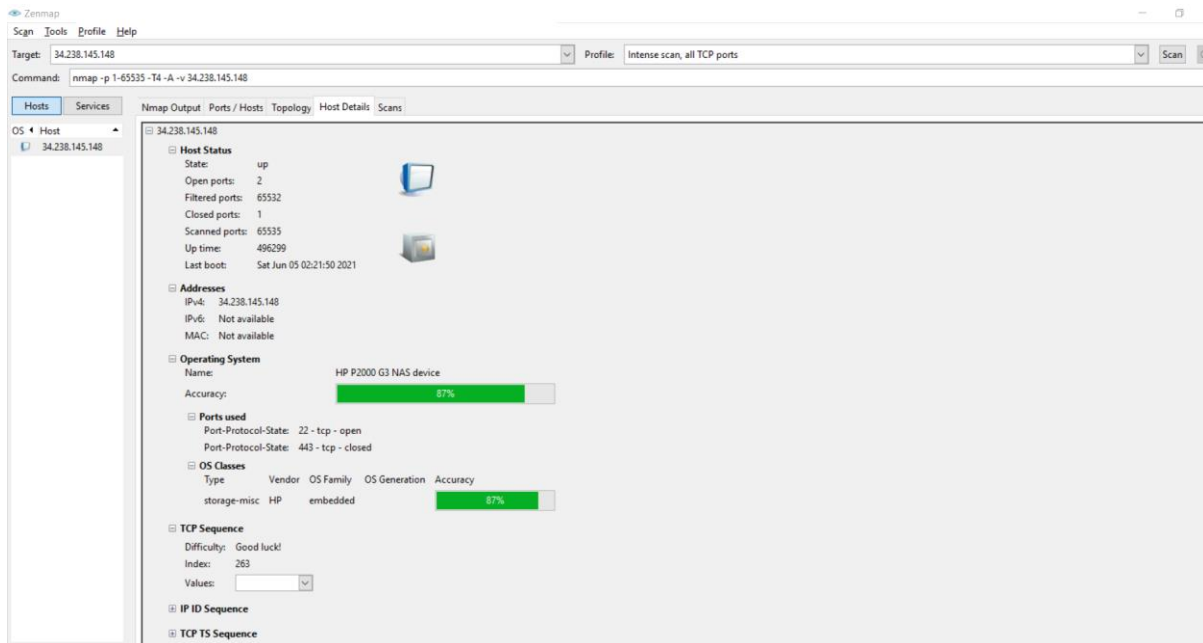 Zenmap
Scan Tools Profile Help
Target: 34.238.145.148 Profile: Intense scan, all TCP ports Scan
Command: nmap -p 1-65535 -T4 -A -v 34.238.145.148
Hosts Services Nmap Output Ports / Hosts Topology Host Details Scans
OS Host
34.238.145.148
34.238.145.148
Host Status
State: up
Open ports: 2
Filtered ports: 65532
Closed ports: 1
Scanned ports: 65535
Up time: 496299
Last boot: Sat Jun 05 02:21:50 2021
Addresses
IPv4: 34.238.145.148
IPv6: Not available
MAC: Not available
Operating System
Name: HP P2000 G3 NAS device
Accuracy: 87%
Ports used
Port-Protocol-State: 22 - tcp - open
Port-Protocol-State: 443 - tcp - closed
OS Classes
Type Vendor OS Family OS Generation Accuracy
storage-misc HP embedded 87%
TCP Sequence
Difficulty: Good luck!
Index: 263
Values:
IP ID Sequence
TCP TS Sequence